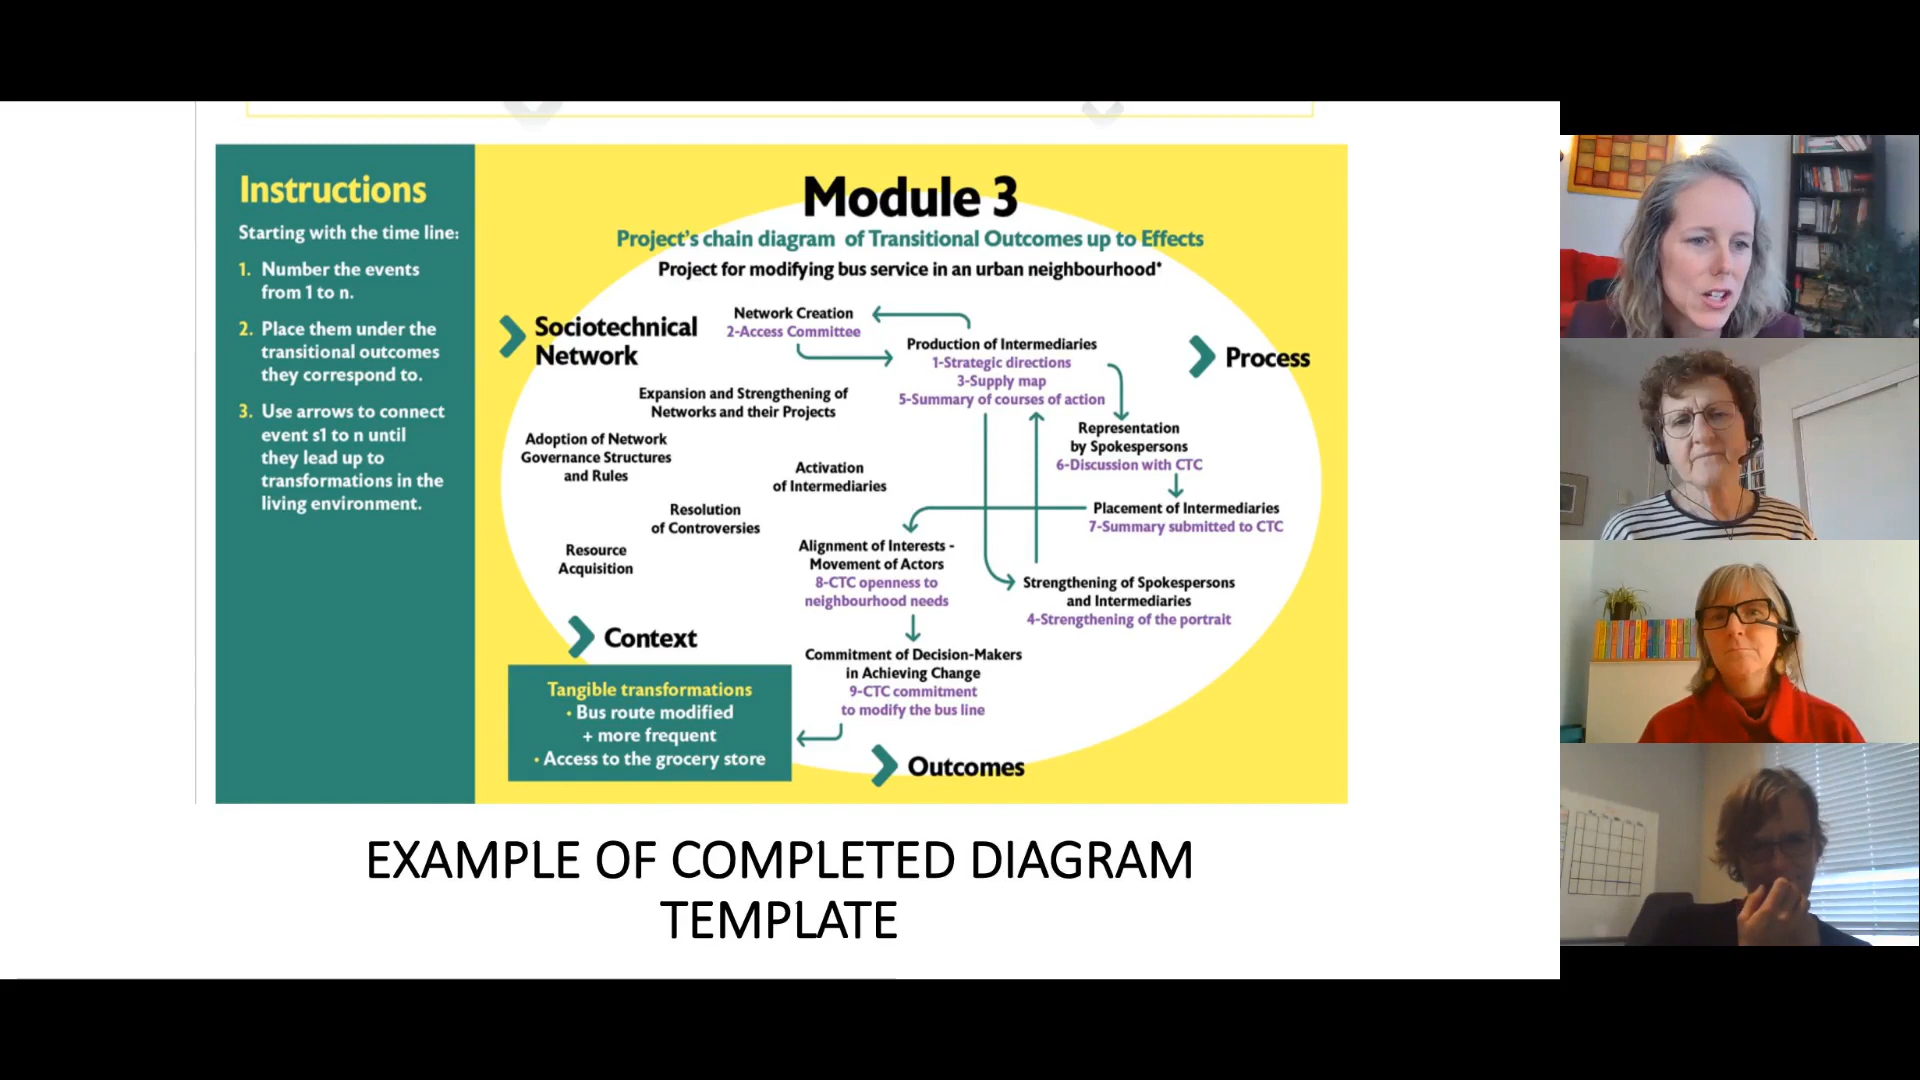 Instructions
Starting with the time line:
1. Number the events
from 1 to n.
2. Place them under the
transitional outcomes
they correspond to.
3. Use arrows to connect
event s1 to n until
they lead up to
transformations in the
living environment.
Module 3
Project's chain diagram of Transitional Outcomes up to Effects
Project for modifying bus service in an urban neighbourhood*
Sociotechnical
Network
Network Creation
2-Access Committee
Production of Intermediaries
1-Strategic directions
3-Supply map
5-Summary of courses of action
Process
Expansion and Strengthening of
Networks and their Projects
Adoption of Network
Governance Structures
and Rules
Activation
of Intermediaries
Representation
by Spokespersons
6-Discussion with CTC
Resolution
of Controversies
Placement of Intermediaries
7-Summary submitted to CTC
Resource
Acquisition
Alignment of Interests -
Movement of Actors
8-CTC openness to
neighbourhood needs
Strengthening of Spokespersons
and Intermediaries
4-Strengthening of the portrait
Context
Commitment of Decision-Makers
in Achieving Change
9-CTC commitment
to modify the bus line
Tangible transformations
• Bus route modified
+ more frequent
• Access to the grocery store
Outcomes
EXAMPLE OF COMPLETED DIAGRAM
TEMPLATE